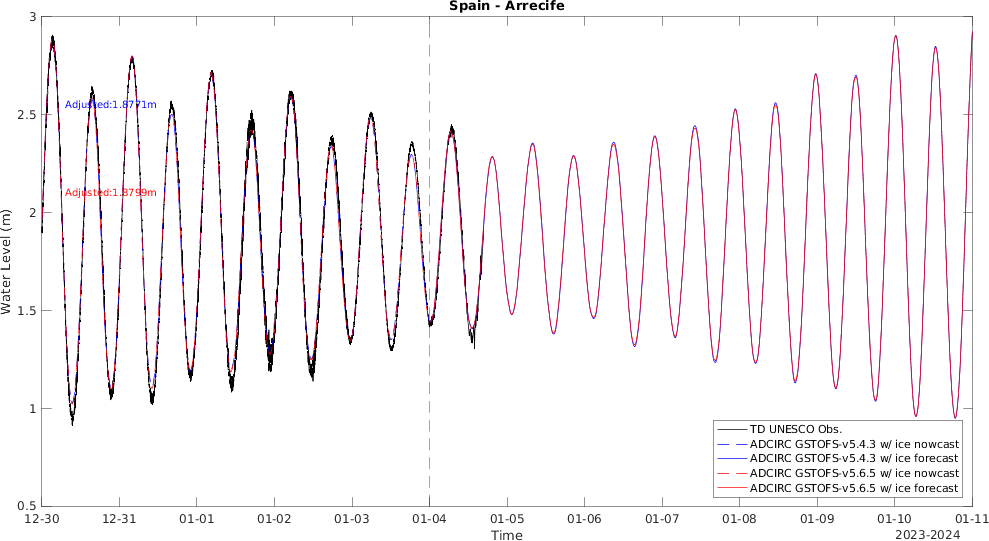 Spain - Arrecife
3
2.5
2
1.5
1
0.5
Water Level (m)
Adjusted:1.8771m
Adjusted:1.8799m
TD UNESCO Obs.
ADCIRC GSTOFS-v5.4.3 w/ ice nowcast
ADCIRC GSTOFS-v5.4.3 w/ ice forecast
ADCIRC GSTOFS-v5.6.5 w/ ice nowcast
ADCIRC GSTOFS-v5.6.5 w/ ice forecast
12-30 12-31 01-01 01-02 01-03 01-04 01-05 01-06 01-07 01-08 01-09 01-10 01-11
Time
2023-2024